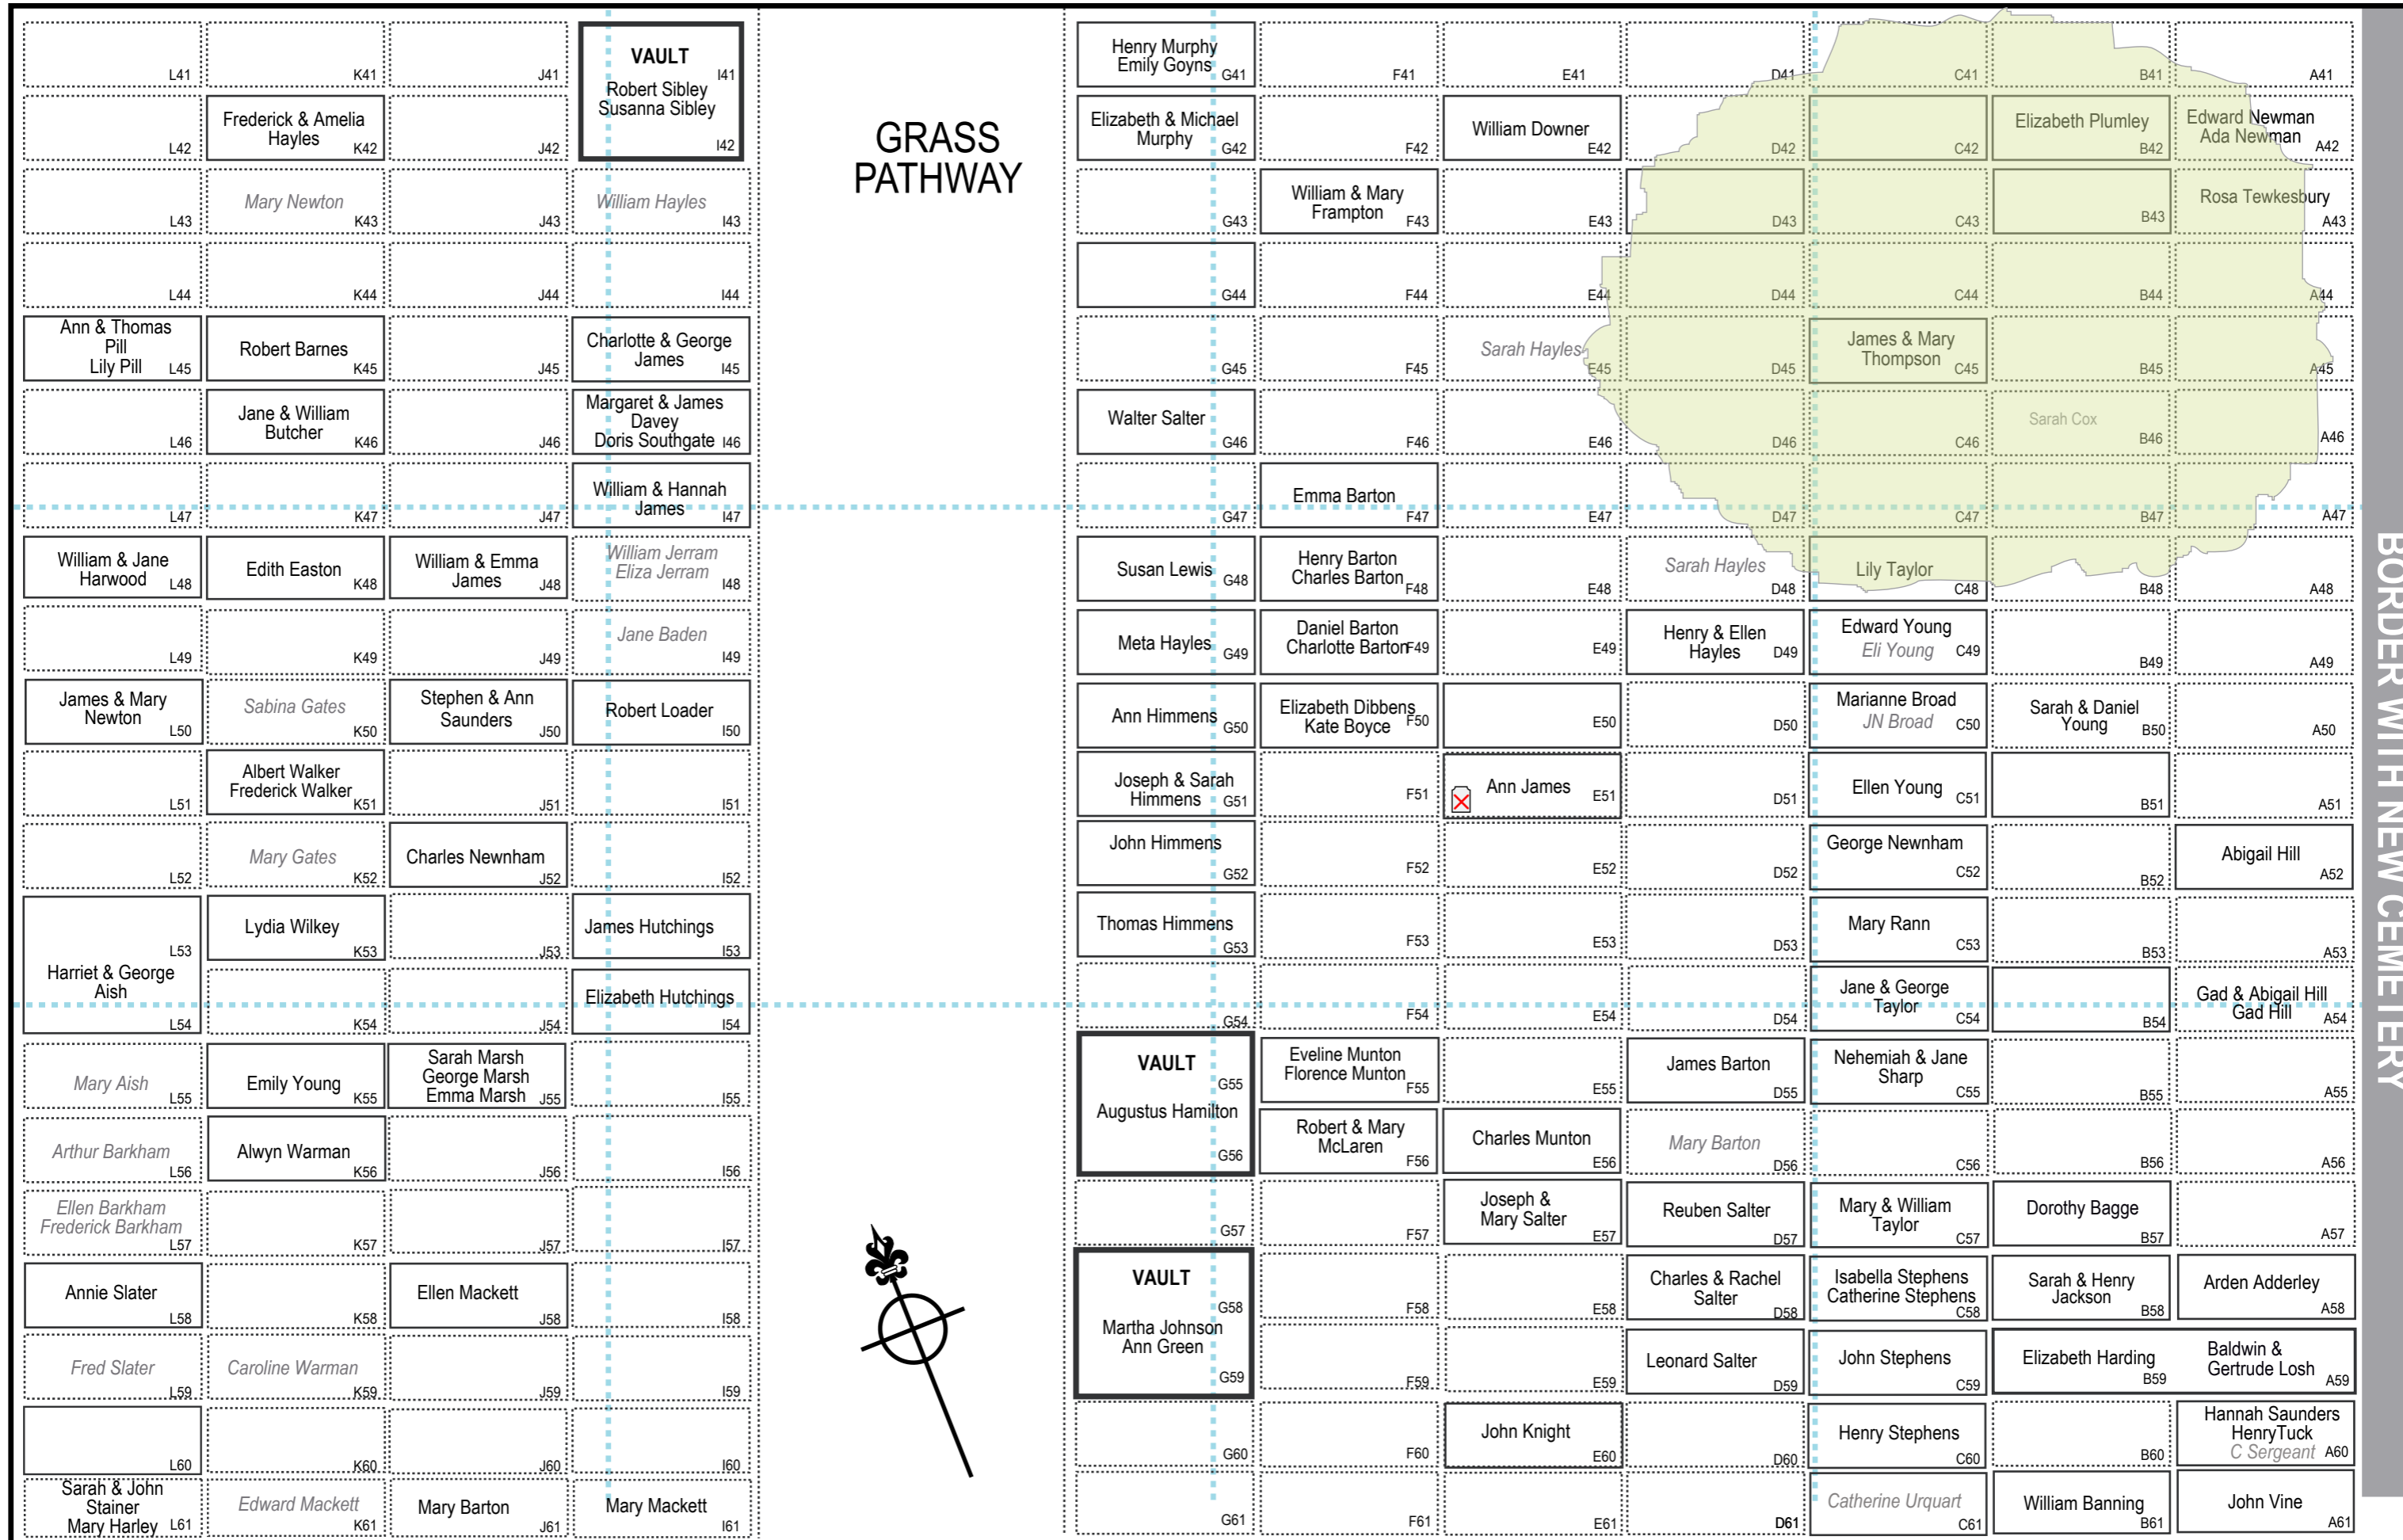 L41
K41
J41
VAULT
I41
Robert Sibley
Susanna Sibley
I42
GRASS
PATHWAY
Henry Murphy
Emily Goyns G41
F41
E41
D41
C41
B41
A41
L42
Frederick & Amelia
Hayles K42
J42
Elizabeth & Michael
Murphy G42
F42
William Downer
E42
D42
C42
Elizabeth Plumley
B42
Edward Newman
Ada Newman A42
L43
Mary Newton
K43
J43
William Hayles
I43
G43
William & Mary
Frampton F43
E43
D43
C43
B43
Rosa Tewkesbury
A43
L44
K44
J44
I44
G44
F44
E44
D44
C44
B44
A44
Ann & Thomas
Pill
Lily Pill L45
Robert Barnes
K45
J45
Charlotte & George
James
I45
G45
F45
Sarah Hayles
E45
D45
James & Mary
Thompson
C45
B45
A45
L46
Jane & William
Butcher K46
J46
Margaret & James
Davey
Doris Southgate I46
Walter Salter
G46
F46
E46
D46
C46
Sarah Cox
B46
A46
L47
K47
J47
William & Hannah
James I47
G47
Emma Barton
F47
E47
D47
C47
B47
A47
William & Jane
Harwood L48
Edith Easton
K48
William & Emma
James J48
William Jerram
Eliza Jerram
I48
Susan Lewis G48
Henry Barton
Charles Barton
F48
E48
Sarah Hayles
D48
Lily Taylor
C48
B48
A48
L49
K49
J49
Jane Baden
I49
Meta Hayles G49
Daniel Barton
Charlotte Barton F49
E49
Henry & Ellen
Hayles D49
Edward Young
Eli Young C49
B49
A49
James & Mary
Newton
L50
Sabina Gates
K50
Stephen & Ann
Saunders
J50
Robert Loader
I50
Ann Himmens
G50
Elizabeth Dibbens
Kate Boyce F50
E50
D50
Marianne Broad
JN Broad C50
Sarah & Daniel
Young B50
A50
L51
Albert Walker
Frederick Walker
K51
J51
I51
Joseph & Sarah
Himmens G51
F51
Ann James E51
D51
Ellen Young C51
B51
A51
L52
Mary Gates
K52
Charles Newnham
J52
I52
John Himmens
G52
F52
E52
D52
George Newnham
C52
B52
Abigail Hill
A52
L53
Harriet & George
Aish
L54
Lydia Wilkey
K53
J53
James Hutchings
I53
Thomas Himmens
G53
F53
E53
D53
Mary Rann
C53
B53
A53
K54
J54
Elizabeth Hutchings
I54
G54
F54
E54
D54
Jane & George
Taylor
C54
B54
Gad & Abigail Hill
Gad Hill A54
Mary Aish
L55
Emily Young
K55
Sarah Marsh
George Marsh
Emma Marsh J55
I55
VAULT
G55
Augustus Hamilton
G56
Eveline Munton
Florence Munton
F55
E55
James Barton
D55
Nehemiah & Jane
Sharp
C55
B55
A55
Arthur Barkham
L56
Alwyn Warman
K56
J56
I56
Robert & Mary
McLaren
F56
Charles Munton
E56
Mary Barton
D56
C56
B56
A56
Ellen Barkham
Frederick Barkham
L57
K57
J57
I57
G57
F57
Joseph &
Mary Salter
E57
Reuben Salter
D57
Mary & William
Taylor
C57
Dorothy Bagge
B57
A57
Annie Slater
L58
K58
Ellen Mackett
J58
I58
VAULT
G58
Martha Johnson
Ann Green
G59
F58
E58
Charles & Rachel
Salter
D58
Isabella Stephens
Catherine Stephens
C58
Sarah & Henry
Jackson
B58
Arden Adderley
A58
Fred Slater
L59
Caroline Warman
K59
J59
I59
F59
E59
Leonard Salter
D59
John Stephens
C59
Elizabeth Harding
B59
Baldwin &
Gertrude Losh
A59
L60
K60
J60
I60
G60
F60
John Knight
E60
D60
Henry Stephens
C60
B60
Hannah Saunders
HenryTuck
C Sergeant A60
Sarah & John
Stainer
Mary Harley L61
Edward Mackett
K61
Mary Barton
J61
Mary Mackett
I61
G61
F61
E61
D61
Catherine Urquart
C61
William Banning
B61
John Vine
A61
BORDER WITH NEW CEMETERY